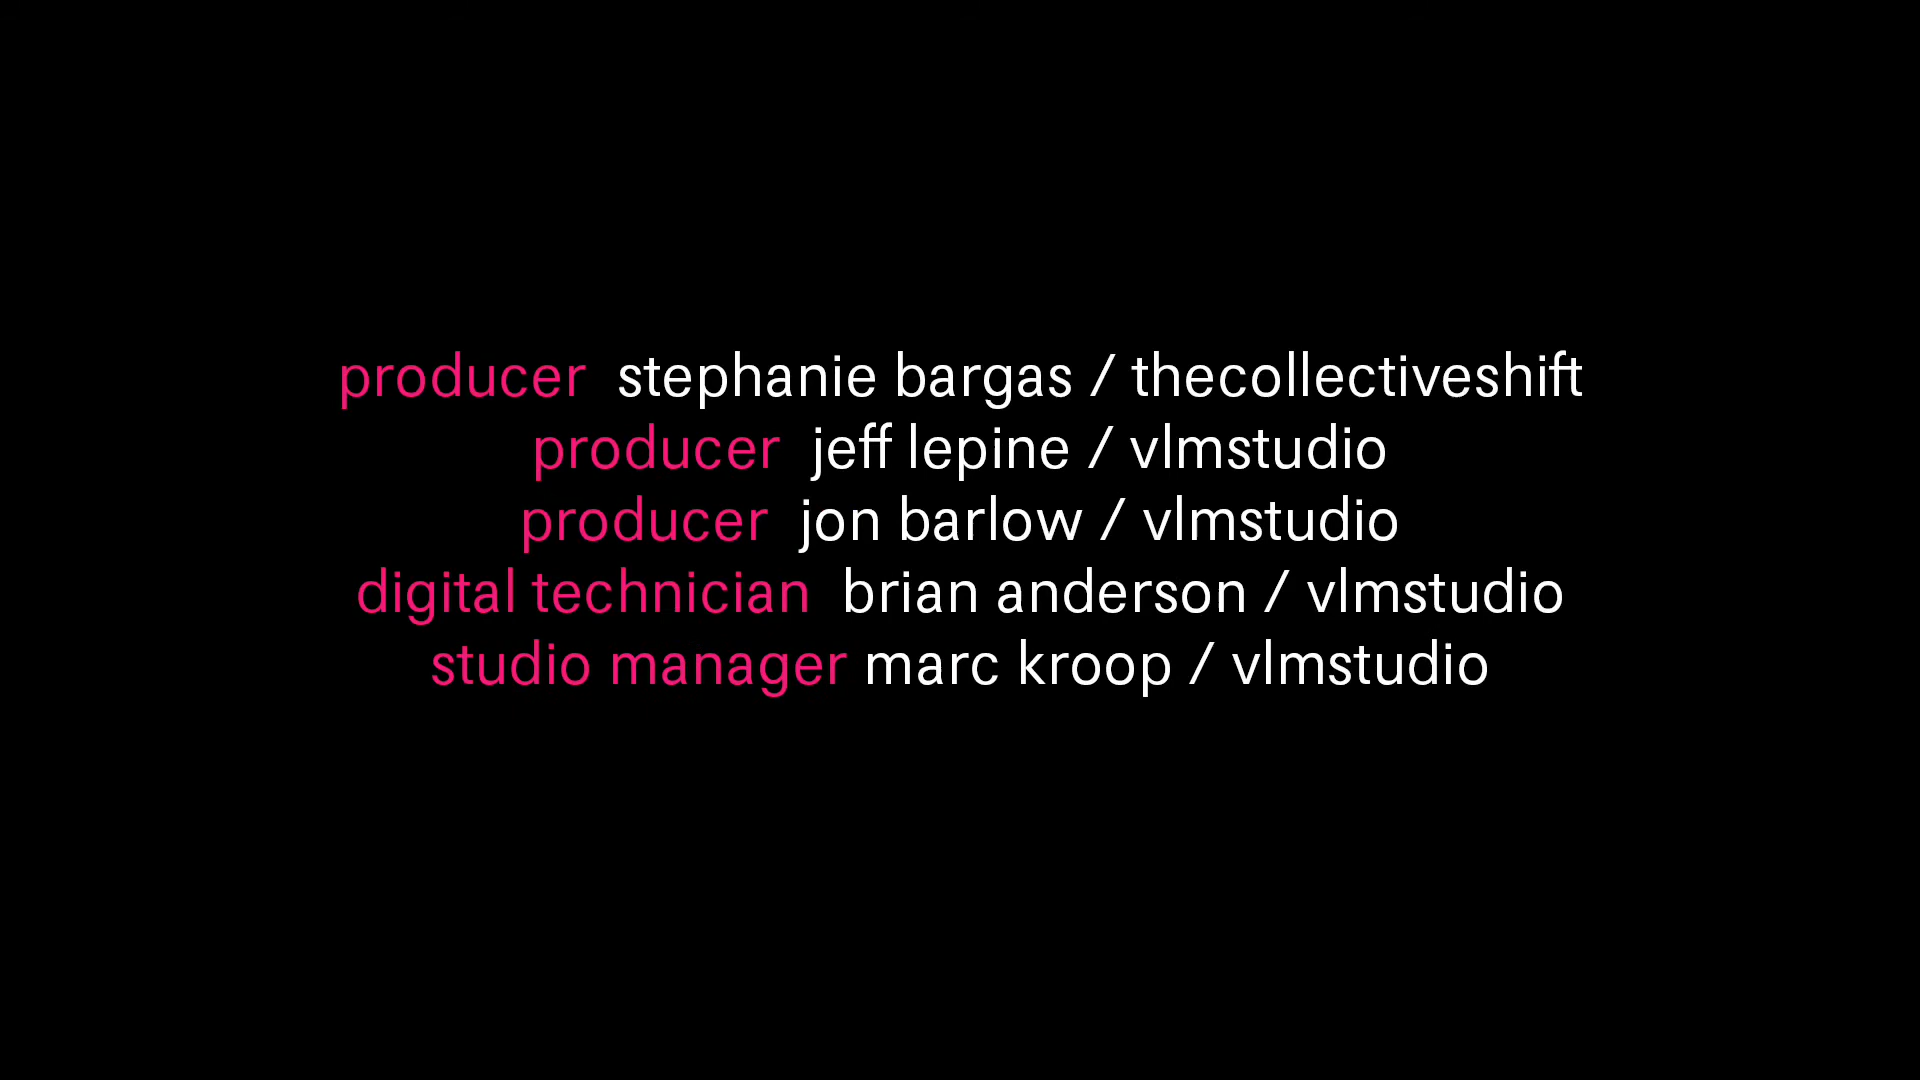 producer stephanie bargas / thecollectiveshift
producer jeff lepine / vlmstudio
producer jon barlow / vlmstudio
digital technician brian anderson / vlmstudio
studio manager marc kroop / vlmstudio